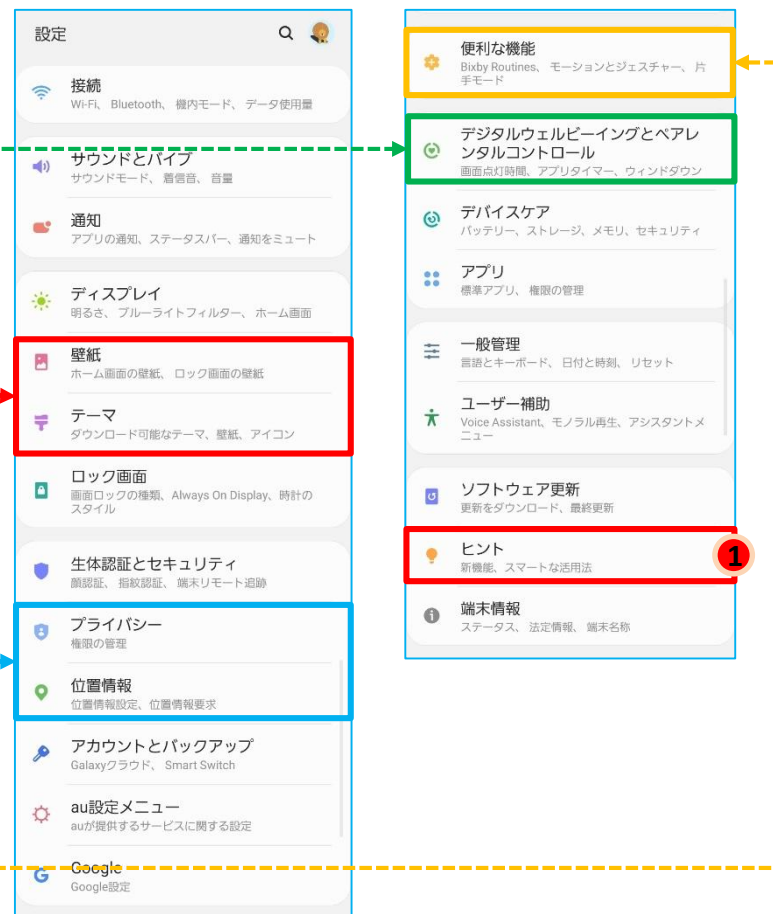 設定
接続
Wi-Fi、 Bluetooth、 機内モード、 データ使用量
サウンドとバイブ
サウンドモード、 着信音、 音量
通知
アプリの通知、ステータスバー、通知をミュート
ディスプレイ
明るさ、 ブルーライトフィルター、 ホーム画面
壁紙
ホーム画面の壁紙、 ロック画面の壁紙
テーマ
ダウンロード可能なテーマ、壁紙、アイコン
ロック画面
画面ロックの種類、Always On Display、時計の
スタイル
生体認証とセキュリティ
顔認証、 指紋認証、 端末リモート追跡
プライバシー
権限の管理
位置情報
位置情報設定、位置情報要求
アカウントとバックアップ
Galaxyクラウド、 Smart Switch
au設定メニュー
auが提供するサービスに関する設定
Google
Google設定
便利な機能
Bixby Routines、 モーションとジェスチャー、 片
手モード
デジタルウェルビーイングとペアレ
ンタルコントロール
画面点灯時間、アプリタイマー、ウィンドダウン
デバイスケア
バッテリー、ストレージ、メモリ、セキュリティ
アプリ
標準アプリ、 権限の管理
一般管理
言語とキーボード、 日付と時刻、 リセット
ユーザー補助
Voice Assistant、モノラル再生、アシスタントメ
ニュー
ソフトウェア更新
更新をダウンロード、最終更新
ヒント
新機能、スマートな活用法
1
端末情報
ステータス、 法定情報、 端末名称